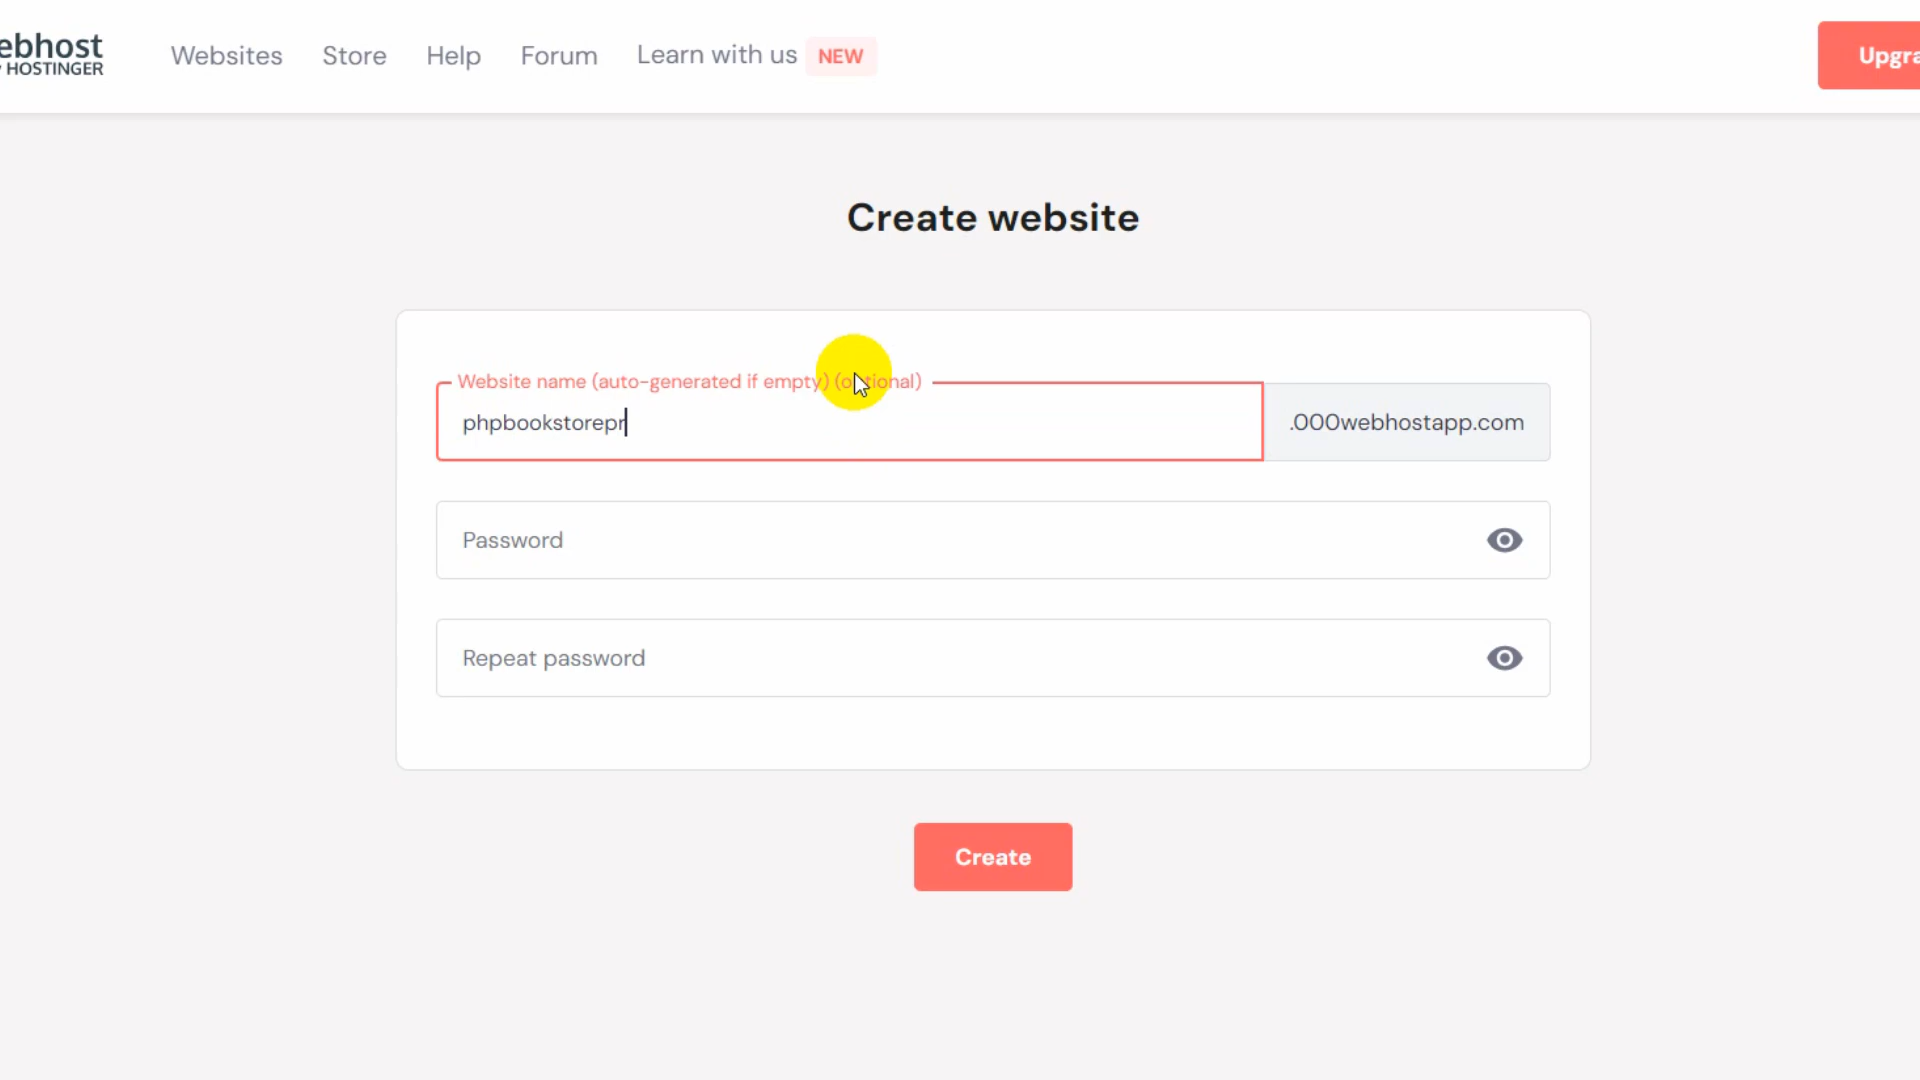 ebhost
HOSTINGER
Websites Store Help Forum Learn with us NEW
Upgra
Create website
Website name (auto-generated if empty) (optional)
phpbookstorepr
.000webhostapp.com
Password
Repeat password
Create